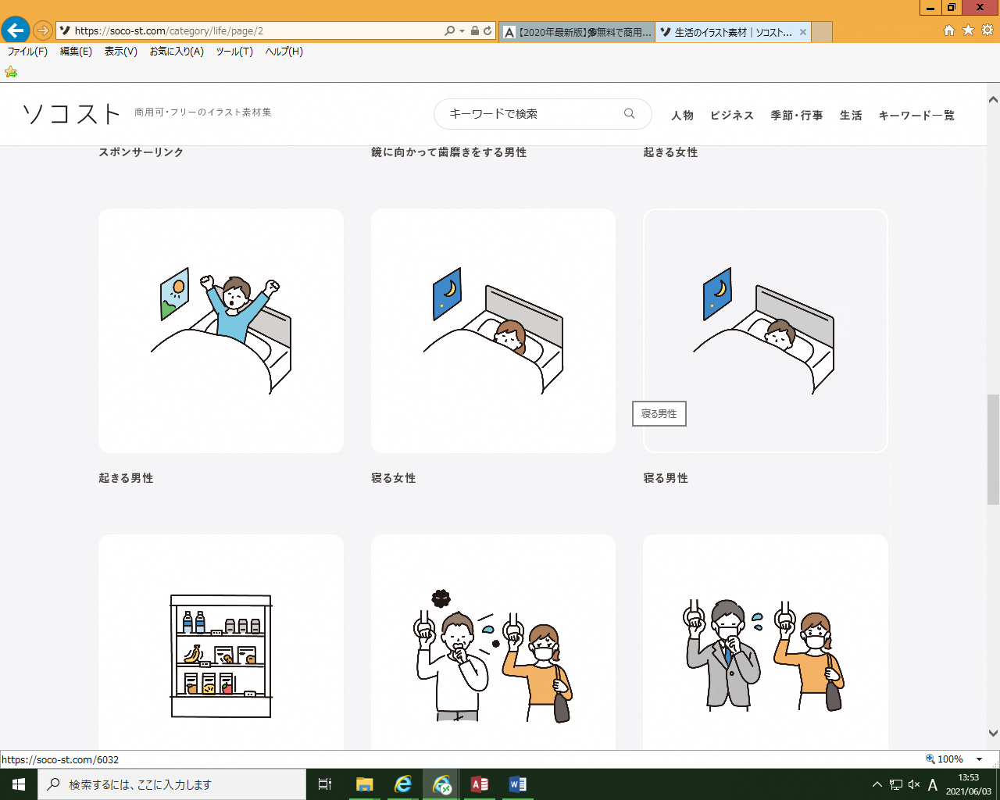 https://soco-st.com/category/life/page/2
【2020年最新版】無料で商用...
生活のイラスト素材｜ソコスト...
ファイル(F) 編集(E) 表示(V) お気に入り(A) ツール(T) ヘルプ(H)
ソコスト 商用可・フリーのイラスト素材集
キーワードで検索
人物 ビジネス 季節・行事 生活 キーワード一覧
スポンサーリンク 鏡に向かって歯磨きをする男性 起きる女性
寝る男性
起きる男性 寝る女性 寝る男性
https://soco-st.com/6032
100%
検索するには、ここに入力します
A
13:53
2021/06/03